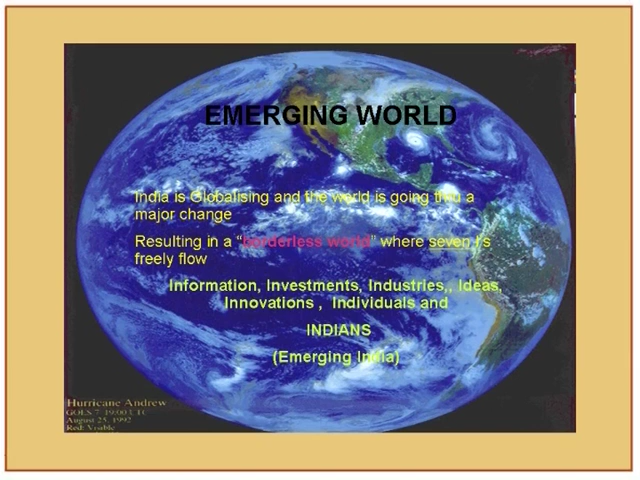 EMERGING WORLD
India is Globalising and the world is going thru a
major change
Resulting in a “borderless world” where seven I's
freely flow
Information, Investments, Industries,, Ideas,
Innovations , Individuals and
INDIANS
(Emerging India)
Hurricane Andrew
GOES-7 19:00 UTC
August 25, 1992
Red: Visible